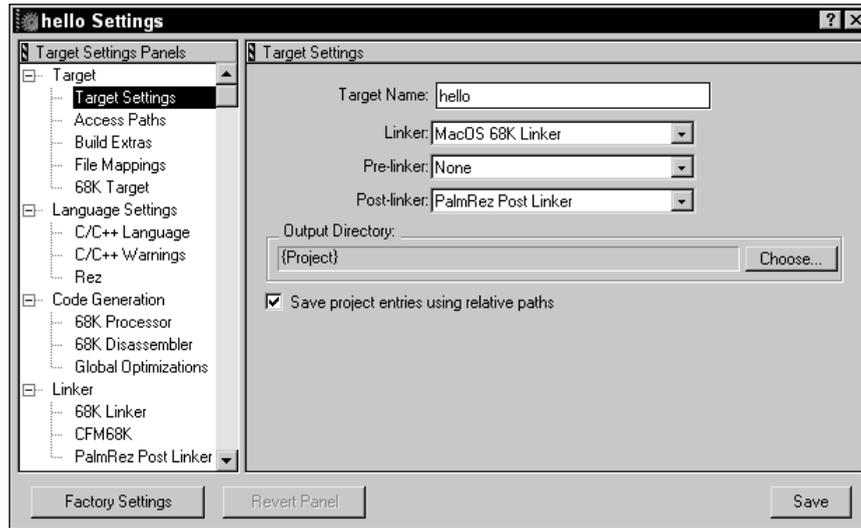 hello Settings
Target Settings Panels
Target
Target Settings
Access Paths
Build Extras
File Mappings
68K Target
Language Settings
C/C++ Language
C/C++ Warnings
Rez
Code Generation
68K Processor
68K Disassembler
Global Optimizations
Linker
68K Linker
CFM68K
PalmRez Post Linker
Target Settings
Target Name: hello
Linker: MacOS 68K Linker
Pre-linker: None
Post-linker: PalmRez Post Linker
Output Directory:
{Project}
Choose...
Save project entries using relative paths
Factory Settings
Revert Panel
Save